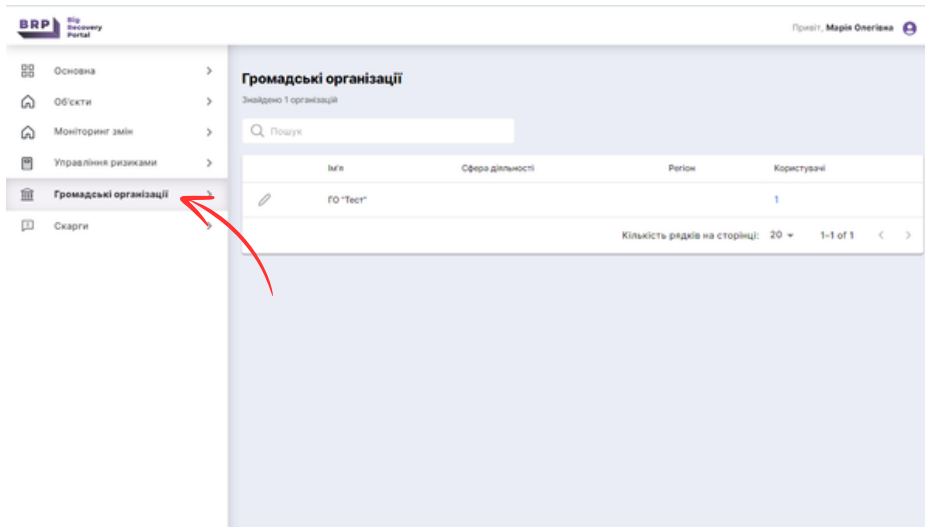 BRP Big Recovery Portal
Привіт, Марія Олегівна
Основна
Об'єкти
Моніторинг змін
Управління ризиками
Громадські організації
Скарги
Громадські організації
Знайдено 1 організацій
Пошук
Ім'я Сфера діяльності Регіон Користувачі
ГО "Тест" 1
Кількість рядків на сторінці: 20 1-1 of 1